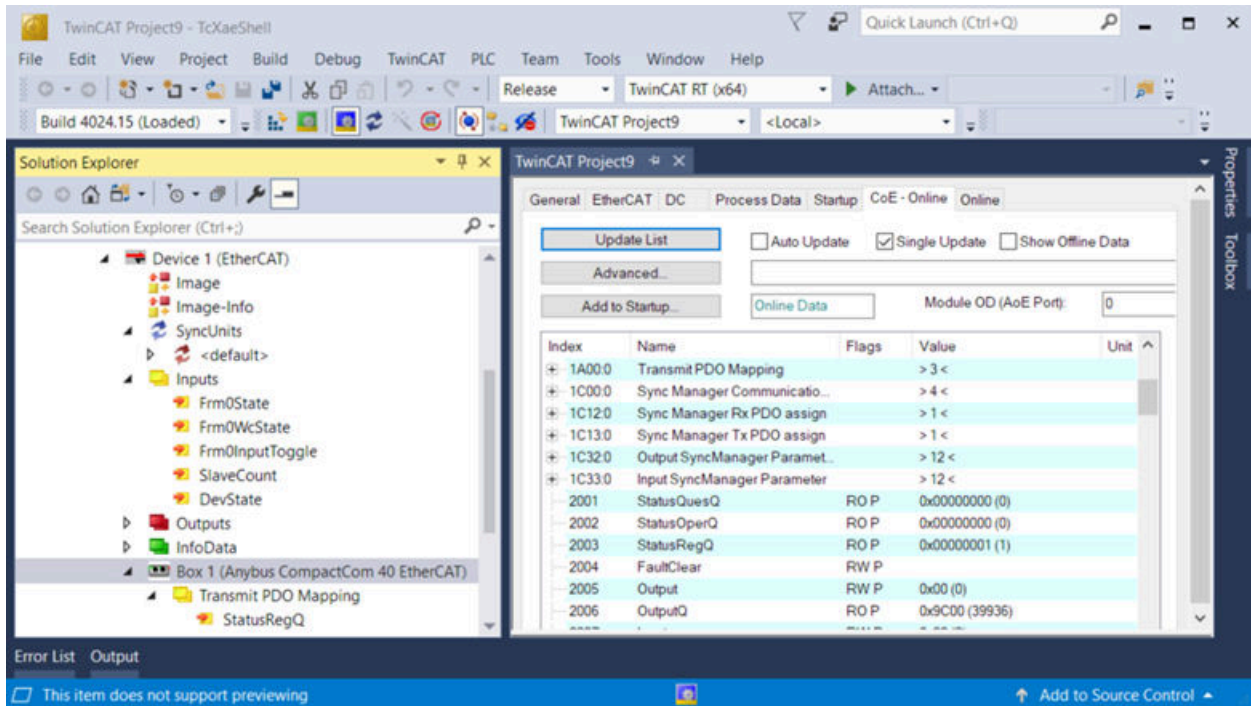 TwinCAT Project9 - TcXaeShell
Quick Launch (Ctrl+Q)
File Edit View Project Build Debug TwinCAT PLC Team Tools Window Help
Release TwinCAT RT (x64) Attach...
Build 4024.15 (Loaded) TwinCAT Project9 <Local>
Solution Explorer
Search Solution Explorer (Ctrl+;)
Device 1 (EtherCAT)
Image
Image-Info
SyncUnits
<default>
Inputs
Frm0State
Frm0WcState
Frm0InputToggle
SlaveCount
DevState
Outputs
InfoData
Box 1 (Anybus CompactCom 40 EtherCAT)
Transmit PDO Mapping
StatusRegQ
TwinCAT Project9
General EtherCAT DC Process Data Startup CoE - Online Online
Update List Auto Update Single Update Show Offline Data
Advanced...
Add to Startup... Online Data Module OD (AoE Port): 0
Index Name Flags Value Unit
1A00:0 Transmit PDO Mapping > 3 <
1C00:0 Sync Manager Communicatio... > 4 <
1C12:0 Sync Manager Rx PDO assign > 1 <
1C13:0 Sync Manager Tx PDO assign > 1 <
1C32:0 Output SyncManager Paramet... > 12 <
1C33:0 Input SyncManager Parameter > 12 <
2001 StatusQuesQ RO P 0x00000000 (0)
2002 StatusOperQ RO P 0x00000000 (0)
2003 StatusRegQ RO P 0x00000001 (1)
2004 FaultClear RW P
2005 Output RW P 0x00 (0)
2006 OutputQ RO P 0x9C00 (39936)
Properties
Toolbox
Error List Output
This item does not support previewing
Add to Source Control